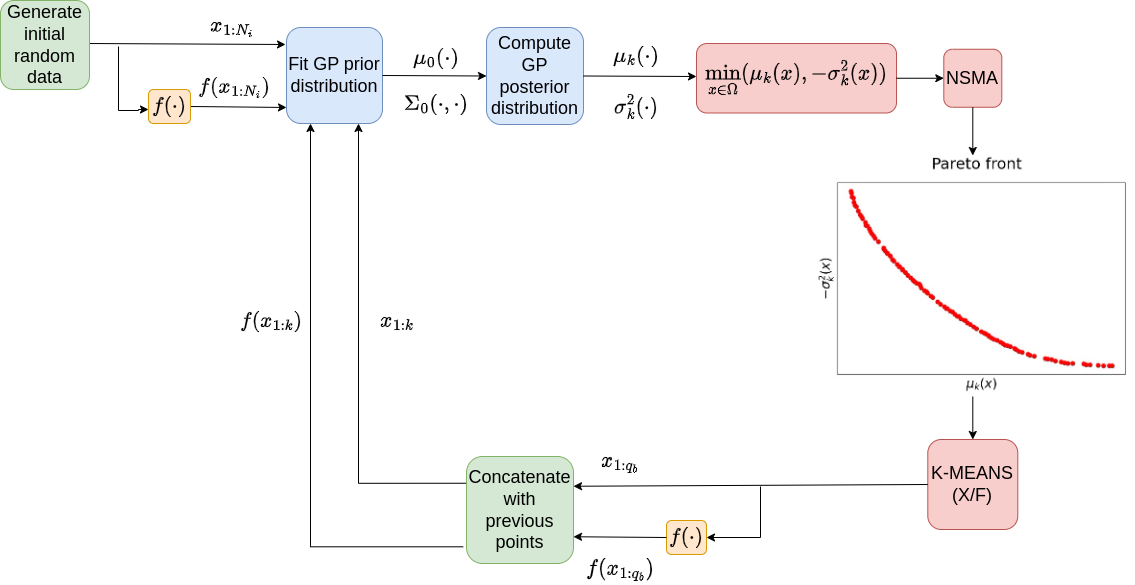 Generate
initial
random
data
$x_{1:N_i}$
$f(\cdot)$
$f(x_{1:N_i})$
Fit GP prior
distribution
$\mu_0(\cdot)$
$\Sigma_0(\cdot,\cdot)$
Compute
GP
posterior
distribution
$\mu_k(\cdot)$
$\sigma_k^2(\cdot)$
$\min_{x \in \Omega}(\mu_k(x), -\sigma_k^2(x))$
NSMA
Pareto front
$-\sigma_k^2(x)$
$\mu_k(x)$
K-MEANS
(X/F)
$x_{1:q_b}$
$f(\cdot)$
$f(x_{1:q_b})$
Concatenate
with
previous
points
$f(x_{1:k})$
$x_{1:k}$